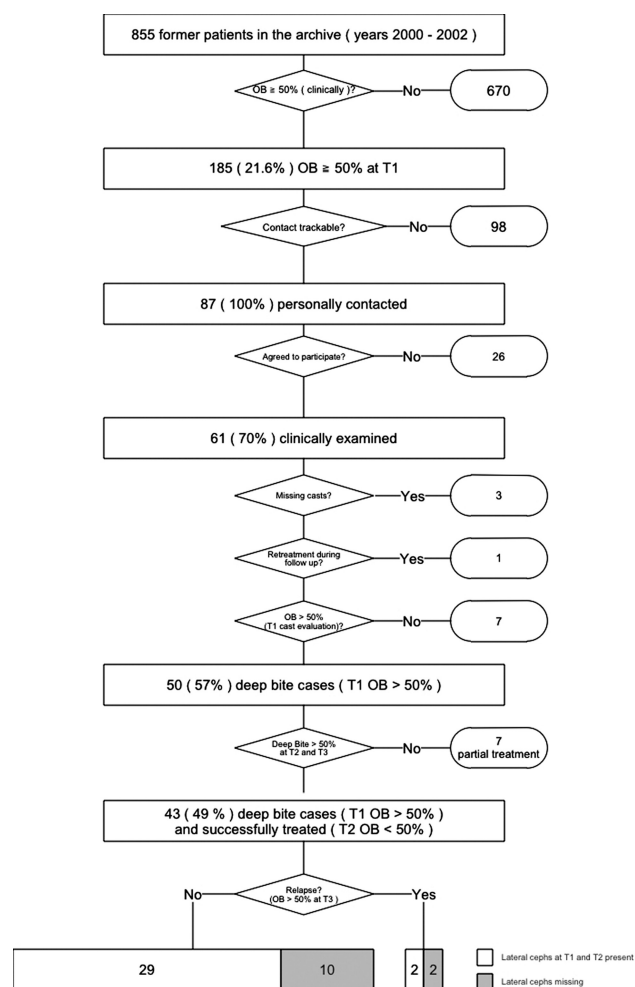 855 former patients in the archive ( years 2000 - 2002 )
OB ≧ 50% ( clinically )?
No
670
185 ( 21.6% ) OB ≧ 50% at T1
Contact trackable?
No
98
87 ( 100% ) personally contacted
Agreed to participate?
No
26
61 ( 70% ) clinically examined
Missing casts?
Yes
3
Retreatment during
follow up?
Yes
1
OB > 50%
(T1 cast evaluation)?
No
7
50 ( 57% ) deep bite cases ( T1 OB > 50% )
Deep Bite > 50%
at T2 and T3
No
7
partial treatment
43 ( 49 % ) deep bite cases ( T1 OB > 50% )
and successfully treated ( T2 OB < 50% )
No
Relapse?
(OB > 50% at T3 )
Yes
29
10
2
2
Lateral cephs at T1 and T2 present
Lateral cephs missing